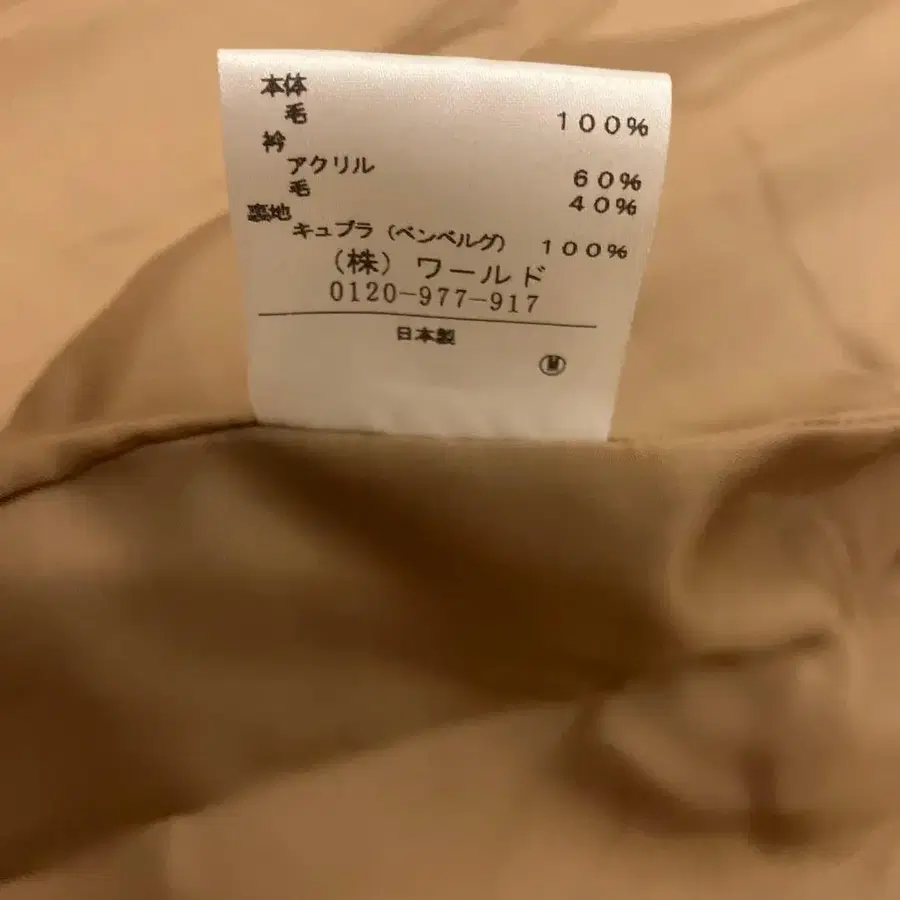 本体
毛 100%
衿
アクリル 60%
毛 40%
裏地
キュプラ（ベンベルグ） 100%
（株）ワールド
0120-977-917
日本製
M